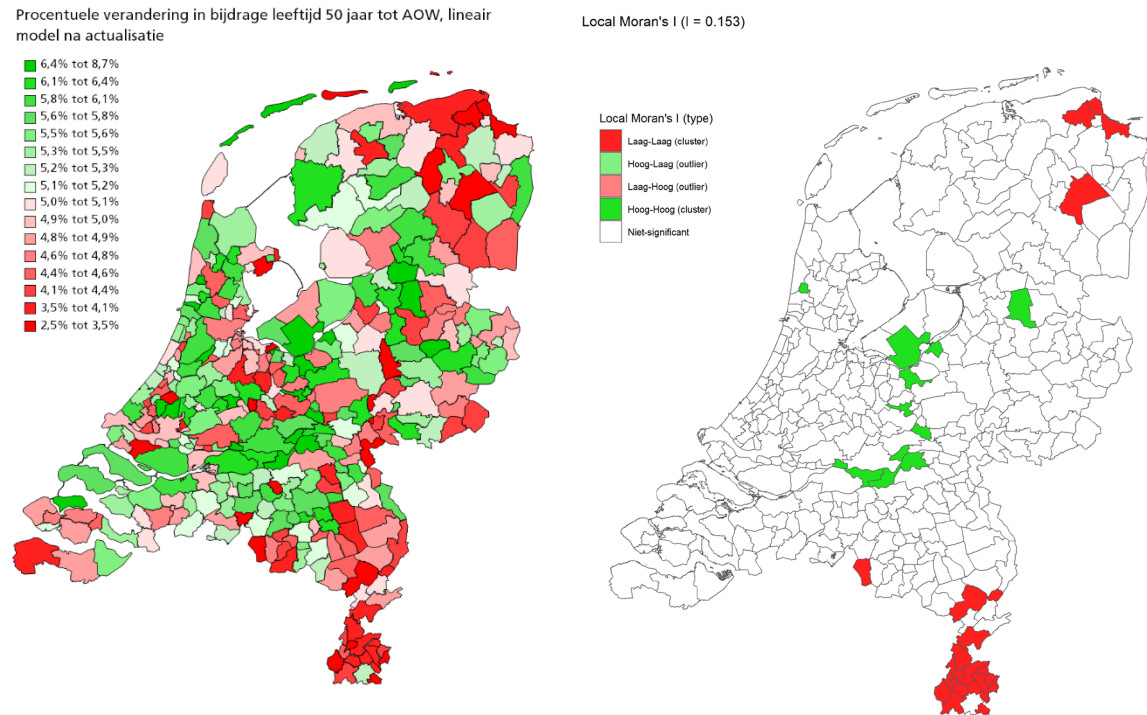 Procentuele verandering in bijdrage leeftijd 50 jaar tot AOW, lineair
model na actualisatie
6,4% tot 8,7%
6,1% tot 6,4%
5,8% tot 6,1%
5,6% tot 5,8%
5,5% tot 5,6%
5,3% tot 5,5%
5,2% tot 5,3%
5,1% tot 5,2%
5,0% tot 5,1%
4,9% tot 5,0%
4,8% tot 4,9%
4,6% tot 4,8%
4,4% tot 4,6%
4,1% tot 4,4%
3,5% tot 4,1%
2,5% tot 3,5%
Local Moran's I (I = 0.153)
Local Moran's I (type)
Laag-Laag (cluster)
Hoog-Laag (outlier)
Laag-Hoog (outlier)
Hoog-Hoog (cluster)
Niet-significant